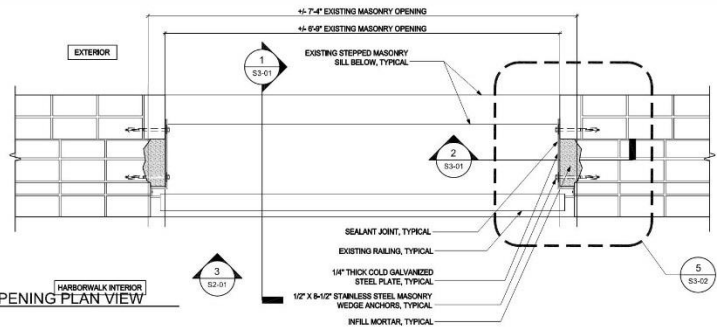 +/- 7'-4" EXISTING MASONRY OPENING
+/- 6'-9" EXISTING MASONRY OPENING
EXTERIOR
EXISTING STEPPED MASONRY
SILL BELOW, TYPICAL
1
S3-01
2
S3-01
SEALANT JOINT, TYPICAL
EXISTING RAILING, TYPICAL
3
S2-01
1/4" THICK COLD GALVANIZED
STEEL PLATE, TYPICAL
5
S3-02
HARBORWALK INTERIOR
PENING PLAN VIEW
1/2" X 8-1/2" STAINLESS STEEL MASONRY
WEDGE ANCHORS, TYPICAL
INFILL MORTAR, TYPICAL